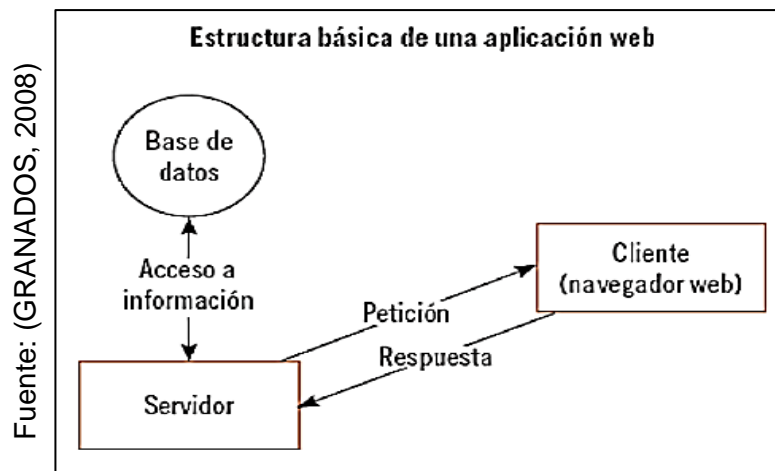 Fuente: (GRANADOS, 2008)
Estructura básica de una aplicación web
Base de
datos
Acceso a
información
Cliente
(navegador web)
Petición
Respuesta
Servidor